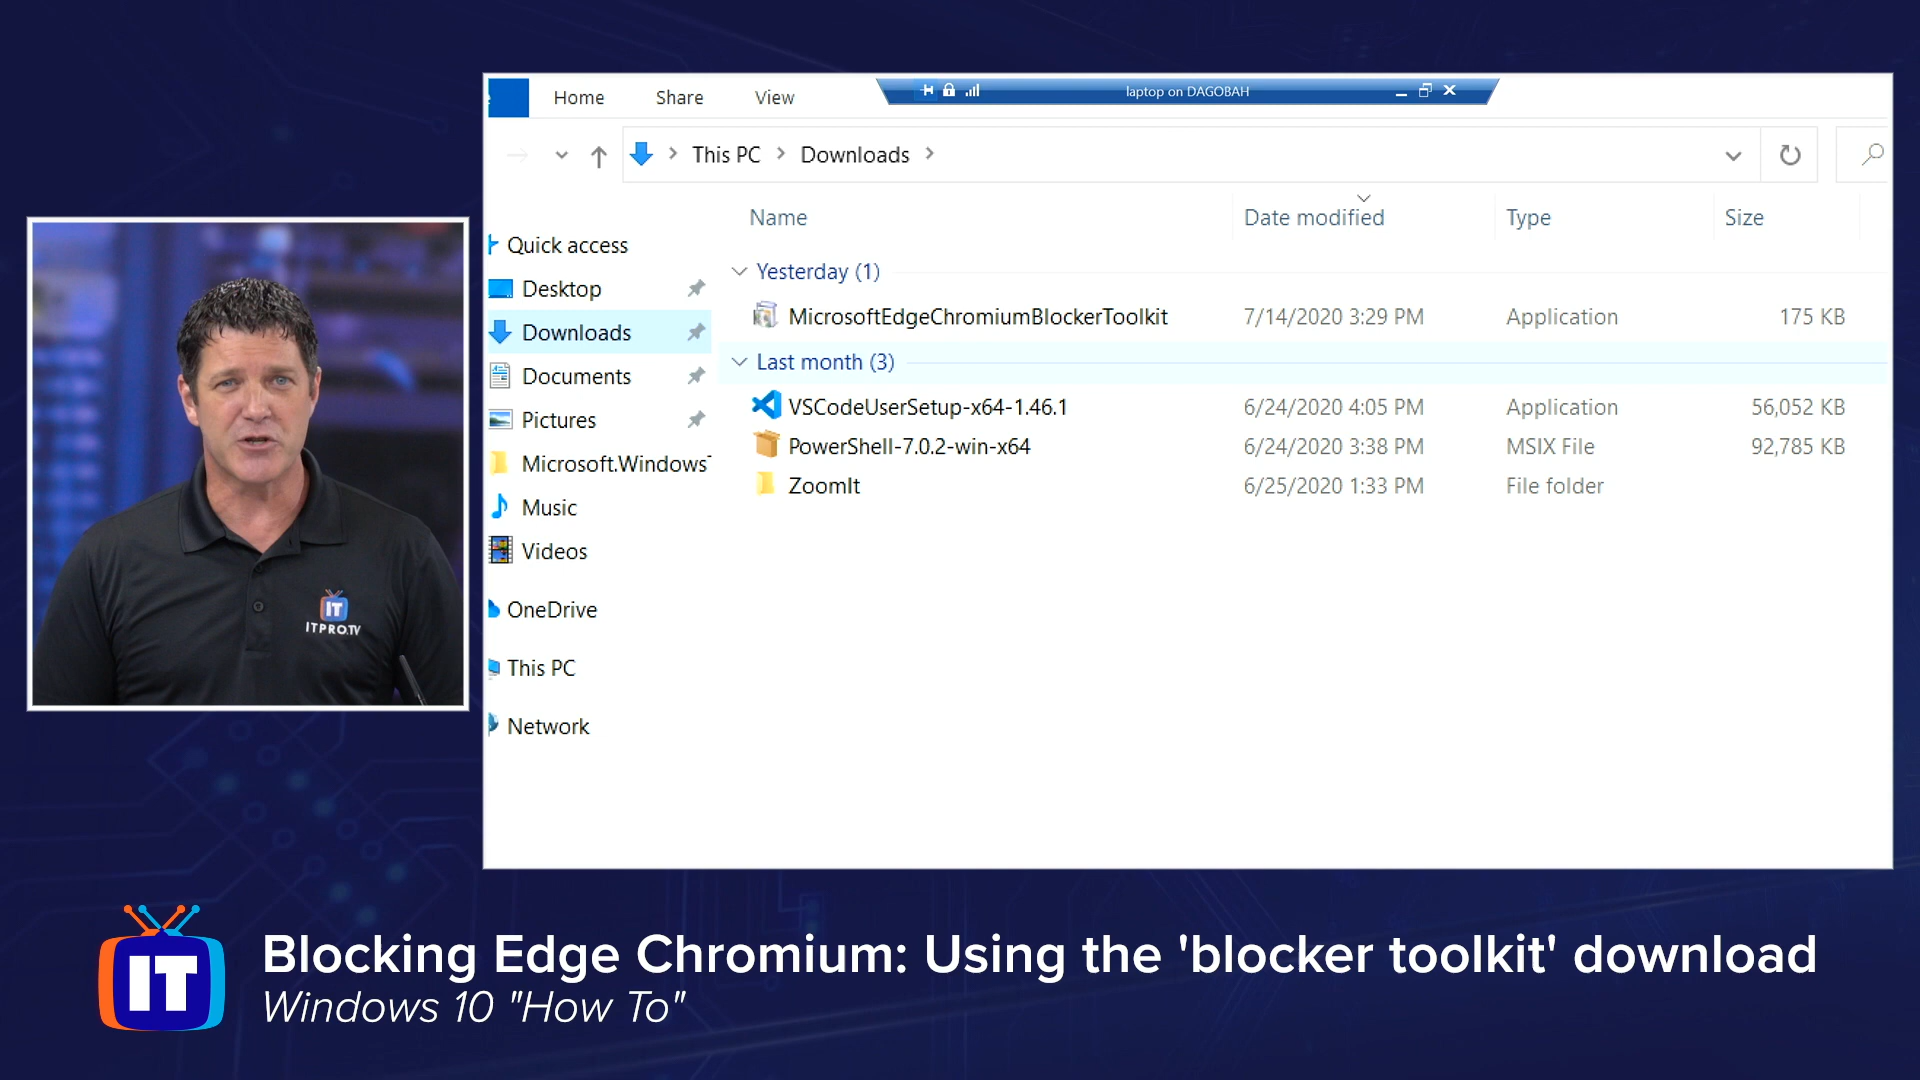 Home Share View
laptop on DAGOBAH
This PC Downloads
Name Date modified Type Size
Quick access
Desktop
Downloads
Documents
Pictures
Microsoft.Windows
Music
Videos
OneDrive
This PC
Network
Yesterday (1)
MicrosoftEdgeChromiumBlockerToolkit 7/14/2020 3:29 PM Application 175 KB
Last month (3)
VSCodeUserSetup-x64-1.46.1 6/24/2020 4:05 PM Application 56,052 KB
PowerShell-7.0.2-win-x64 6/24/2020 3:38 PM MSIX File 92,785 KB
ZoomIt 6/25/2020 1:33 PM File folder
IT
ITPRO.TV
IT
Blocking Edge Chromium: Using the 'blocker toolkit' download
Windows 10 "How To"